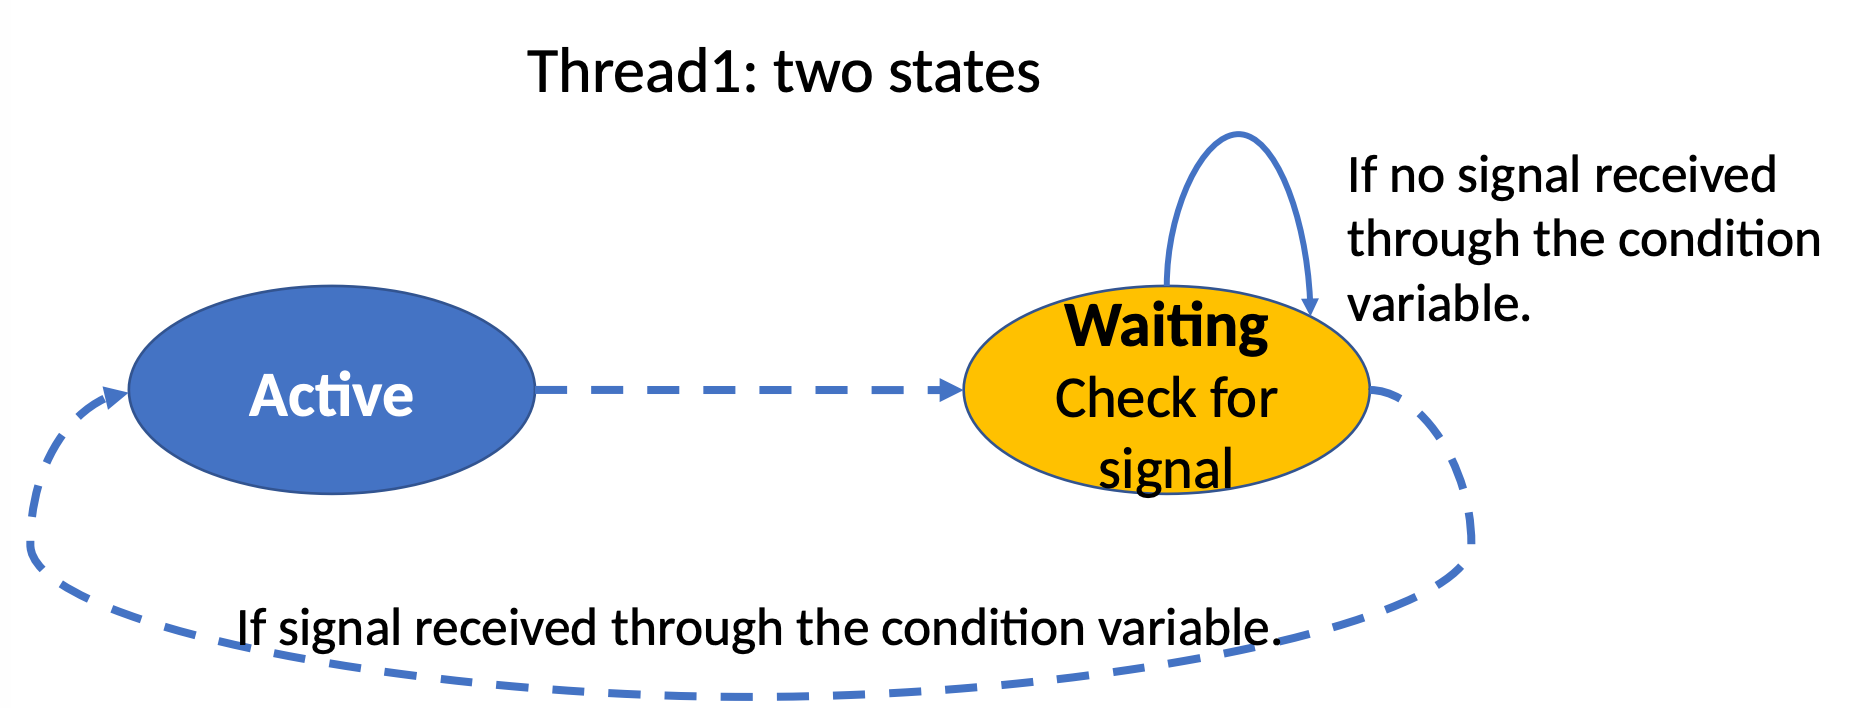 Thread1: two states
If no signal received
through the condition
variable.
Active
Waiting
Check for
signal
If signal received through the condition variable.